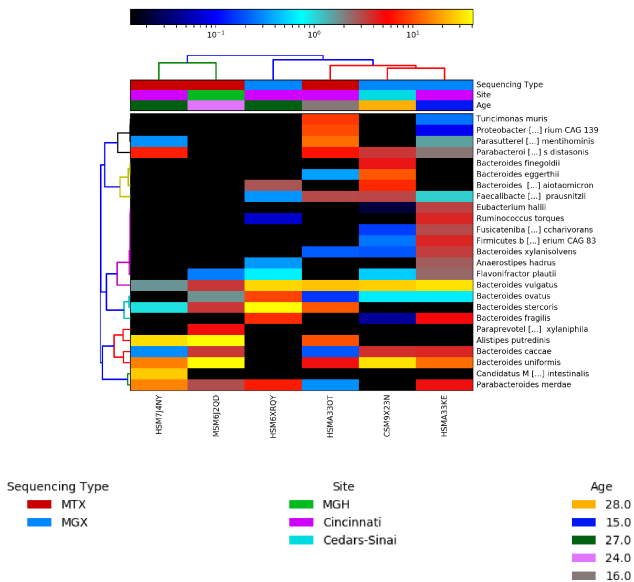 10⁻¹ 10⁰ 10¹
Sequencing Type
Site
Age
Turicimonas muris
Proteobacter [...] rium CAG 139
Parasutterel [...] mentihominis
Parabacteroi [...] s distasonis
Bacteroides finegoldii
Bacteroides eggerthii
Bacteroides [...] aiotaomicron
Faecalibacte [...] prausnitzii
Eubacterium hallii
Ruminococcus torques
Fusicateniba [...] ccharivorans
Firmicutes b [...] erium CAG 83
Bacteroides xylanisolvens
Anaerostipes hadrus
Flavonifractor plautii
Bacteroides vulgatus
Bacteroides ovatus
Bacteroides stercoris
Bacteroides fragilis
Paraprevotel [...] xylaniphila
Alistipes putredinis
Bacteroides caccae
Bacteroides uniformis
Candidatus M [...] intestinalis
Parabacteroides merdae
HSM7J4NY
MSM6J2QD
HSM6XRQY
HSMA33OT
CSM9X23N
HSMA33KE
Sequencing Type
MTX
MGX
Site
MGH
Cincinnati
Cedars-Sinai
Age
28.0
15.0
27.0
24.0
16.0